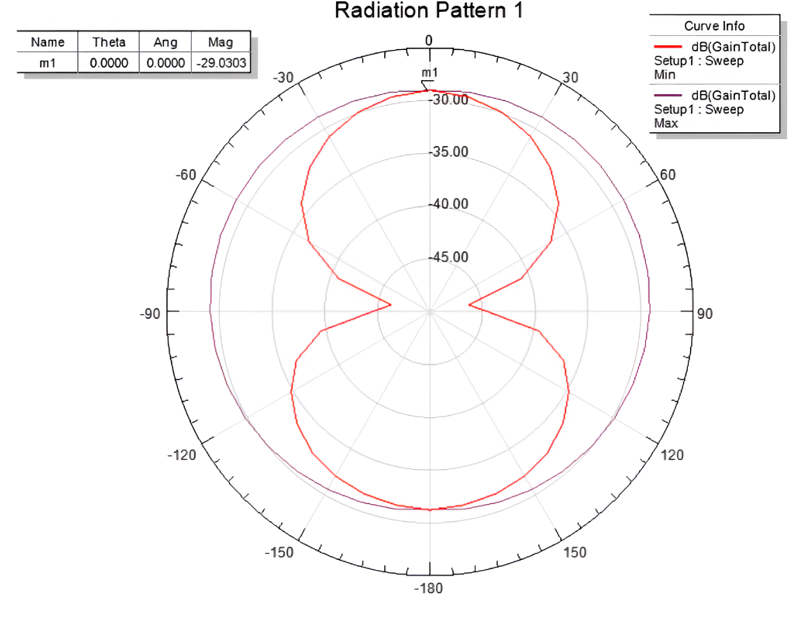 Radiation Pattern 1
Name Theta Ang Mag
m1 0.0000 0.0000 -29.0303
Curve Info
dB(GainTotal)
Setup1 : Sweep
Min
dB(GainTotal)
Setup1 : Sweep
Max
0
-30
30
m1
-30.00
-35.00
-60
60
-40.00
-45.00
-90
90
-120
120
-150
150
-180